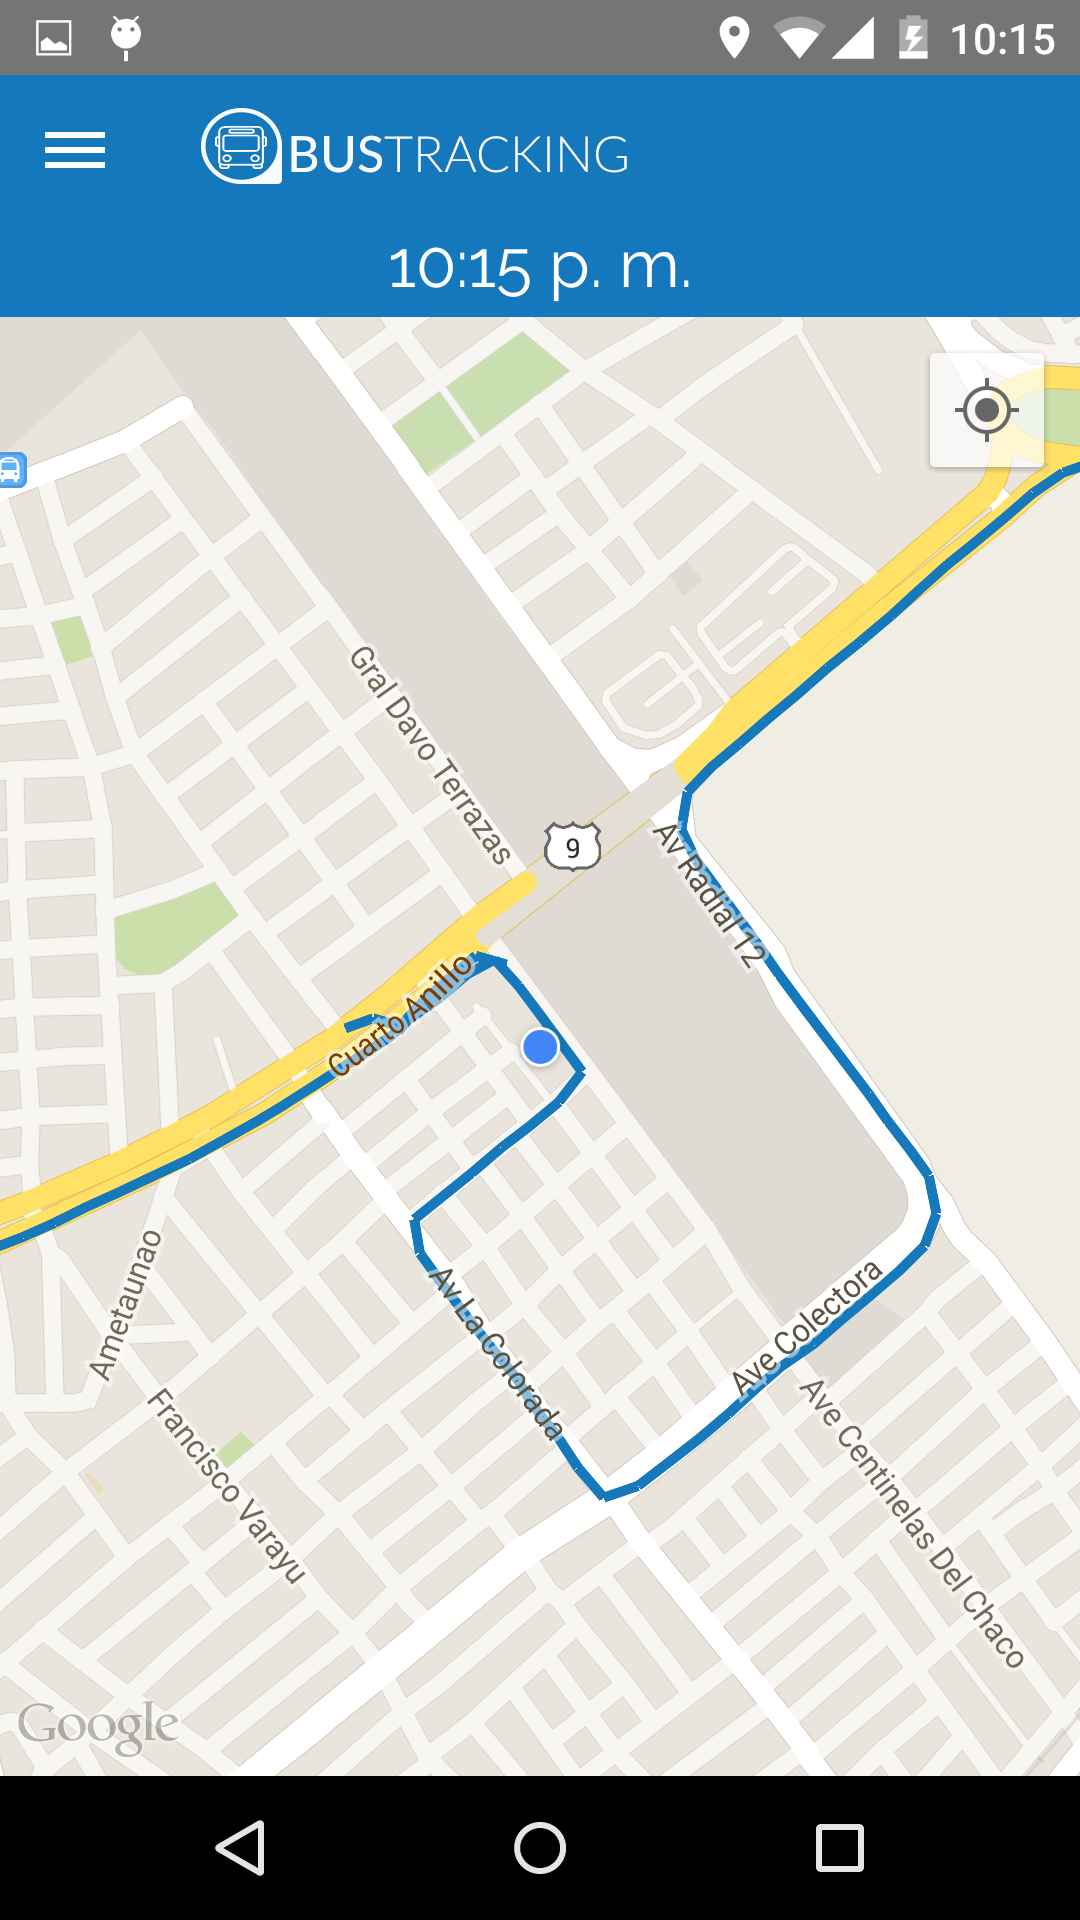 10:15
BUSTRACKING
10:15 p. m.
Gral Davo Terrazas
9
Av Radial 12
Cuarto Anillo
Av La Colorada
Ave Colectora
Ametaunao
Francisco Varayu
Ave Centinelas Del Chaco
Google